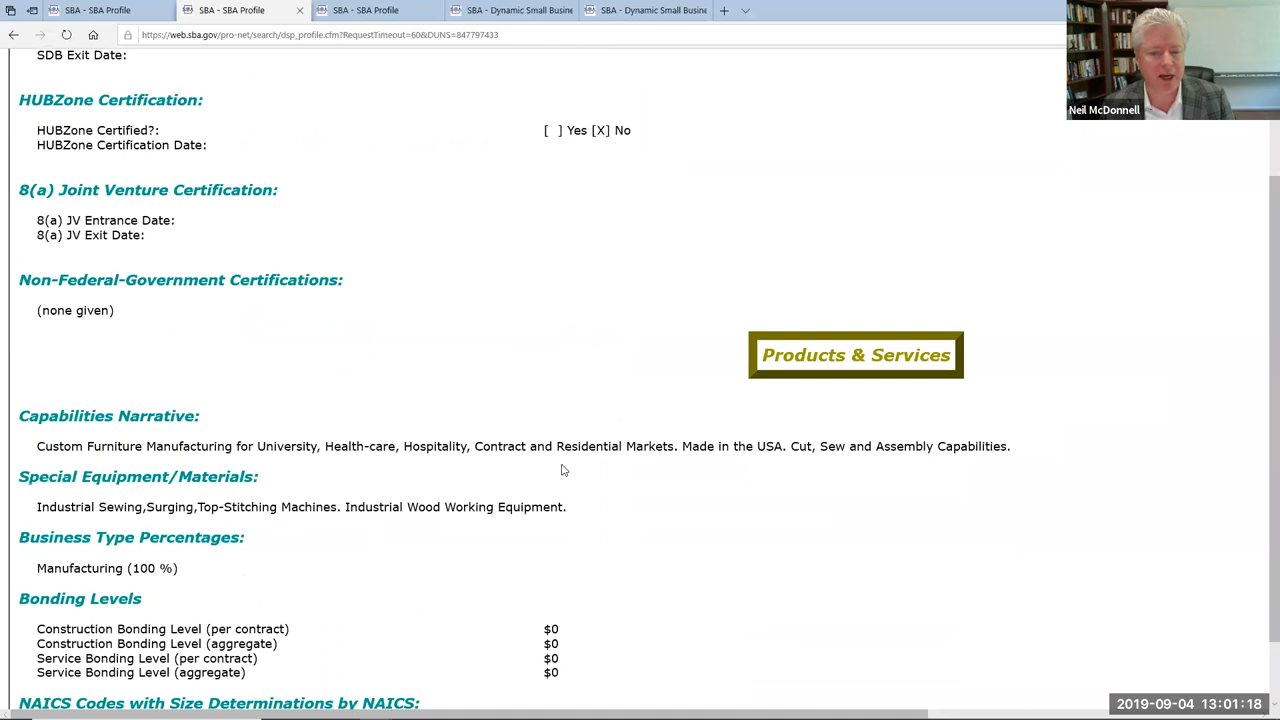 SBA - SBA Profile
SBA - SBA Profile
SBA - SBA Profile
SBA - Dynamic Small Busine
SBA - Dynamic Small Busine
https://web.sba.gov/pro-net/search/dsp_profile.cfm?RequestTimeout=60&DUNS=847797433
Neil McDonnell
SDB Exit Date:
HUBZone Certification:
HUBZone Certified?: [ ] Yes [X] No
HUBZone Certification Date:
8(a) Joint Venture Certification:
8(a) JV Entrance Date:
8(a) JV Exit Date:
Non-Federal-Government Certifications:
(none given)
Products & Services
Capabilities Narrative:
Custom Furniture Manufacturing for University, Health-care, Hospitality, Contract and Residential Markets. Made in the USA. Cut, Sew and Assembly Capabilities.
Special Equipment/Materials:
Industrial Sewing,Surging,Top-Stitching Machines. Industrial Wood Working Equipment.
Business Type Percentages:
Manufacturing (100 %)
Bonding Levels
Construction Bonding Level (per contract) $0
Construction Bonding Level (aggregate) $0
Service Bonding Level (per contract) $0
Service Bonding Level (aggregate) $0
NAICS Codes with Size Determinations by NAICS:
2019-09-04 13:01:18